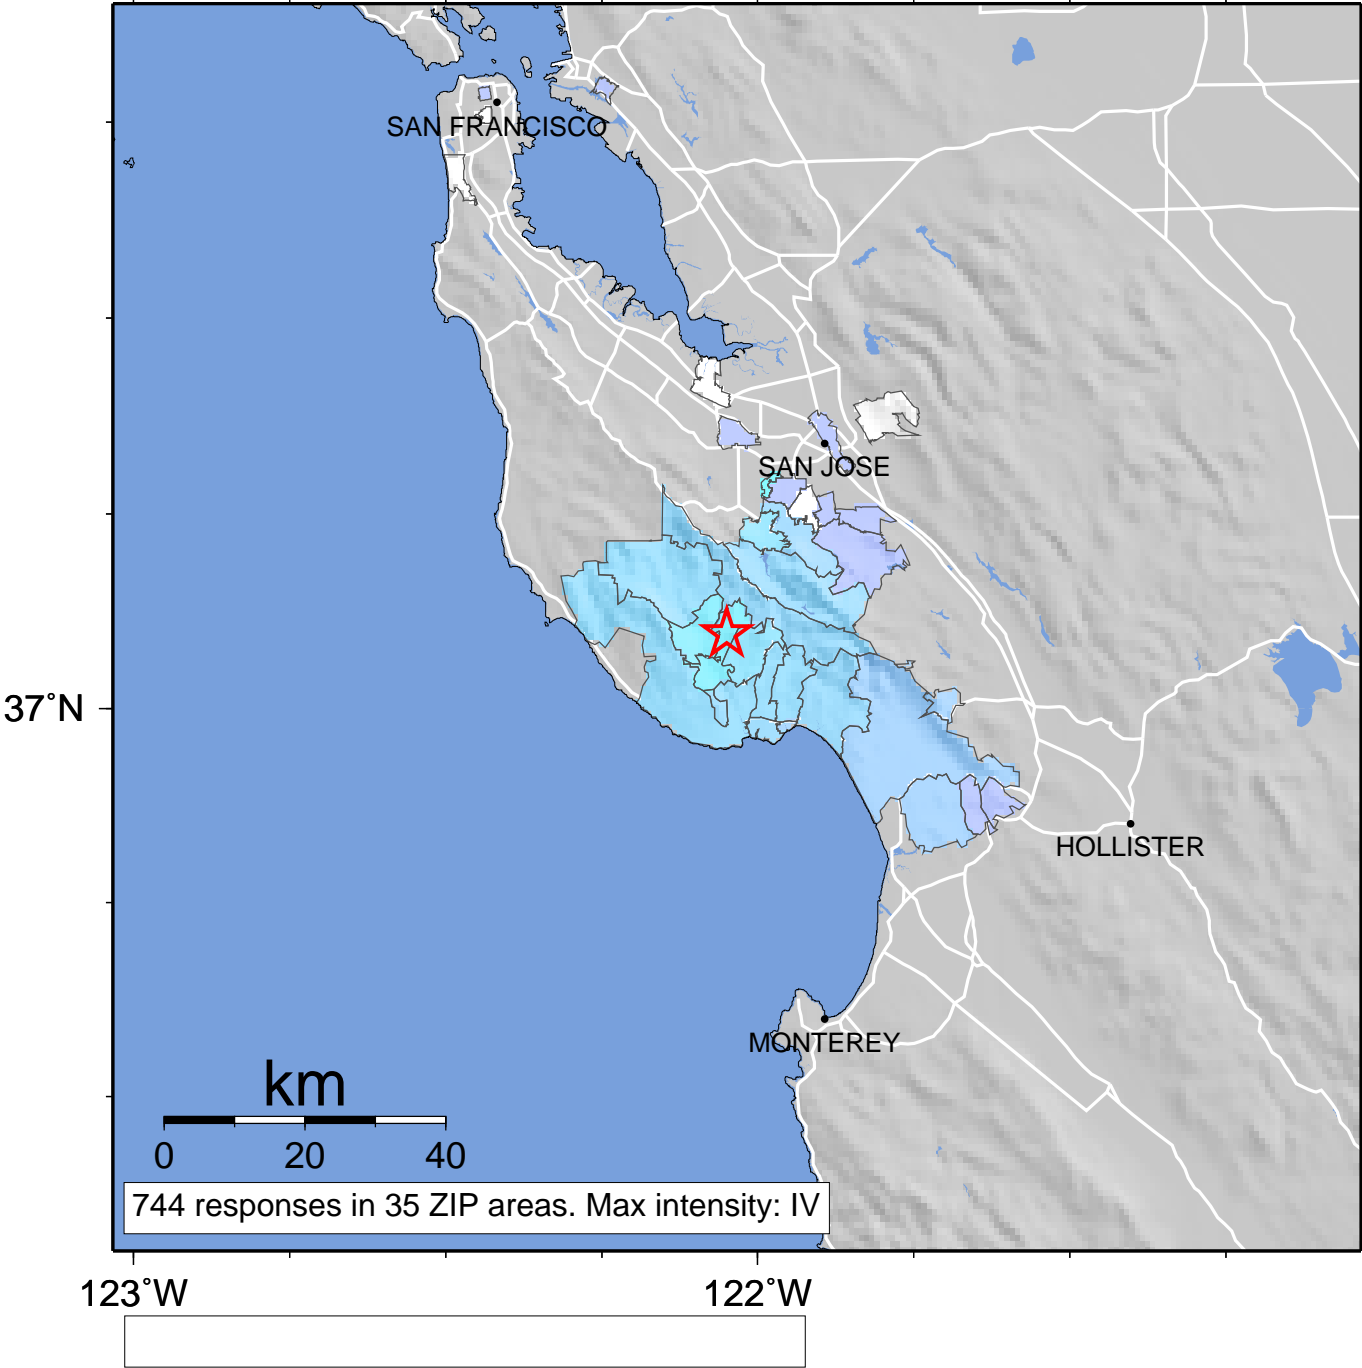 SAN FRANCISCO
SAN JOSE
37°N
HOLLISTER
MONTEREY
km
0 20 40
744 responses in 35 ZIP areas. Max intensity: IV
123°W 122°W